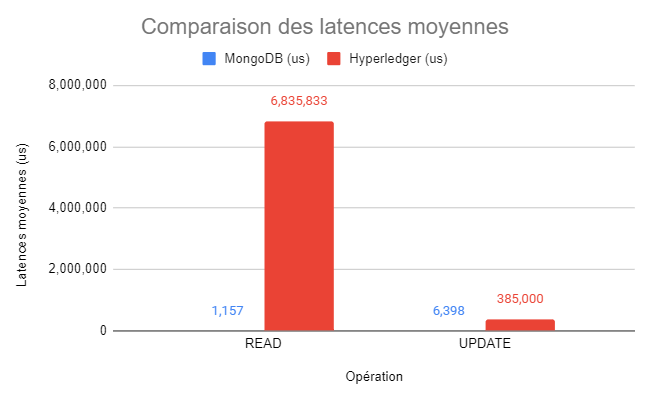 Comparaison des latences moyennes
MongoDB (us) Hyperledger (us)
Latences moyennes (us)
8,000,000
6,835,833
6,000,000
4,000,000
2,000,000
385,000
1,157 6,398
0
READ UPDATE
Opération